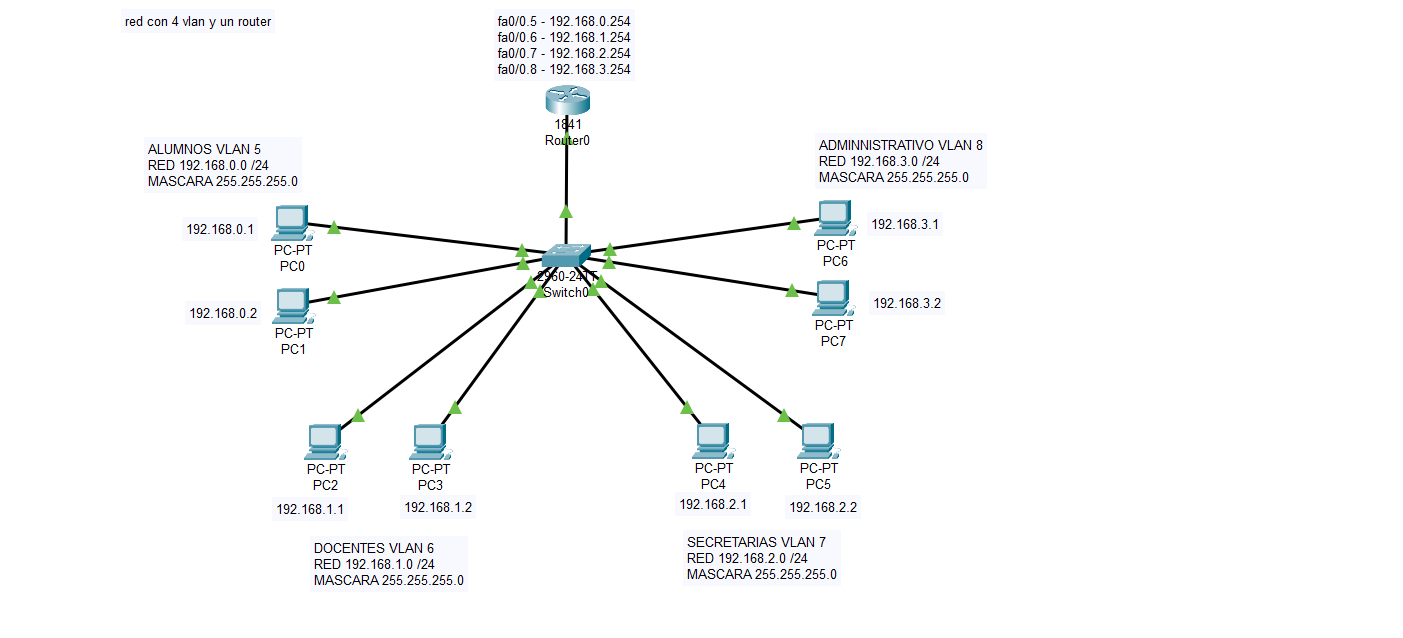 red con 4 vlan y un router
fa0/0.5 - 192.168.0.254
fa0/0.6 - 192.168.1.254
fa0/0.7 - 192.168.2.254
fa0/0.8 - 192.168.3.254
1841
Router0
ALUMNOS VLAN 5
RED 192.168.0.0 /24
MASCARA 255.255.255.0
ADMINNISTRATIVO VLAN 8
RED 192.168.3.0 /24
MASCARA 255.255.255.0
192.168.0.1
PC-PT
PC0
192.168.3.1
PC-PT
PC6
2960-24TT
Switch0
192.168.0.2
PC-PT
PC1
192.168.3.2
PC-PT
PC7
PC-PT
PC2
192.168.1.1
PC-PT
PC3
192.168.1.2
PC-PT
PC4
192.168.2.1
PC-PT
PC5
192.168.2.2
DOCENTES VLAN 6
RED 192.168.1.0 /24
MASCARA 255.255.255.0
SECRETARIAS VLAN 7
RED 192.168.2.0 /24
MASCARA 255.255.255.0